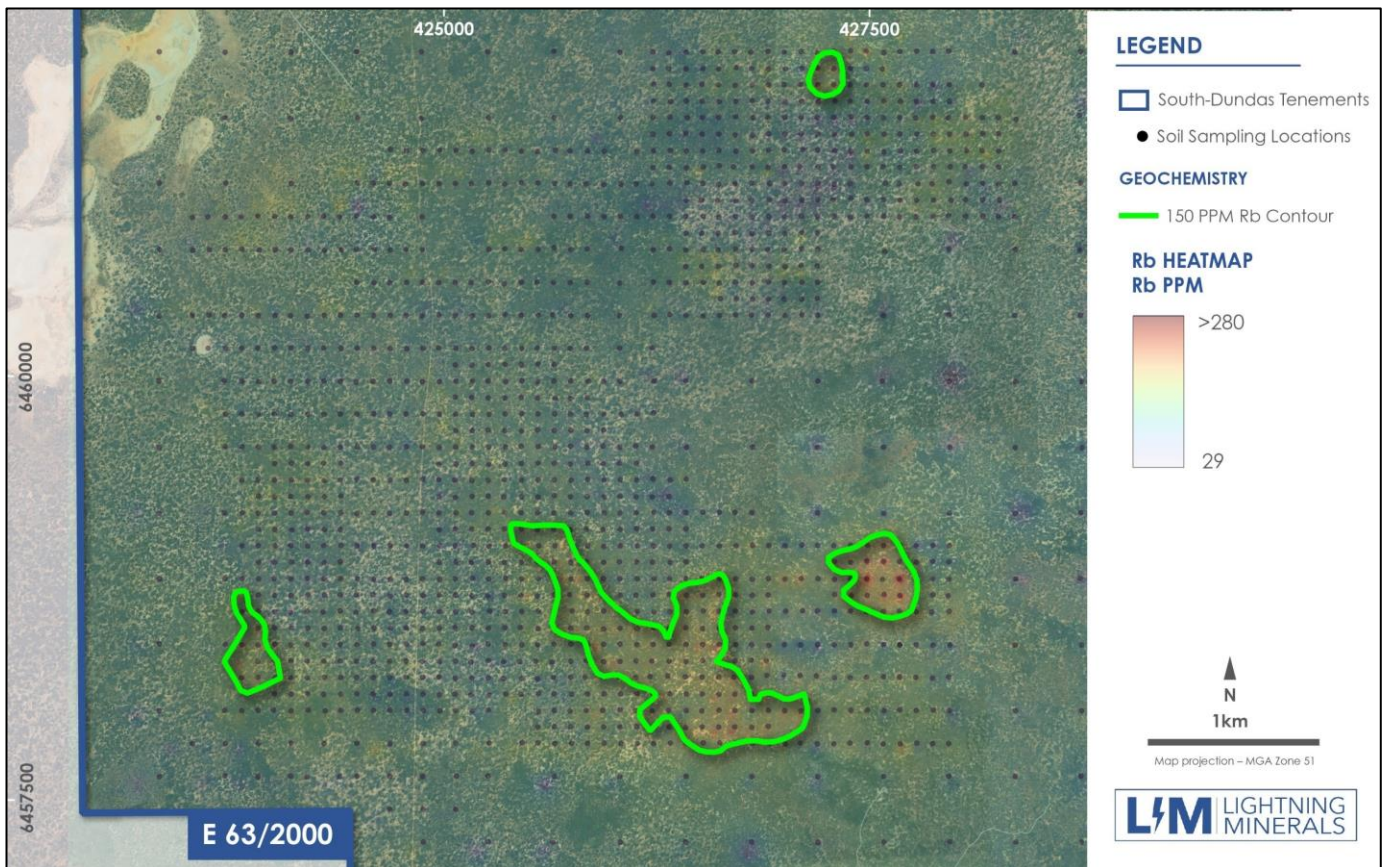 425000
427500
6460000
6457500
E 63/2000
LEGEND
South-Dundas Tenements
Soil Sampling Locations
GEOCHEMISTRY
150 PPM Rb Contour
Rb HEATMAP
Rb PPM
>280
29
N
1km
Map projection – MGA Zone 51
LM LIGHTNING
MINERALS